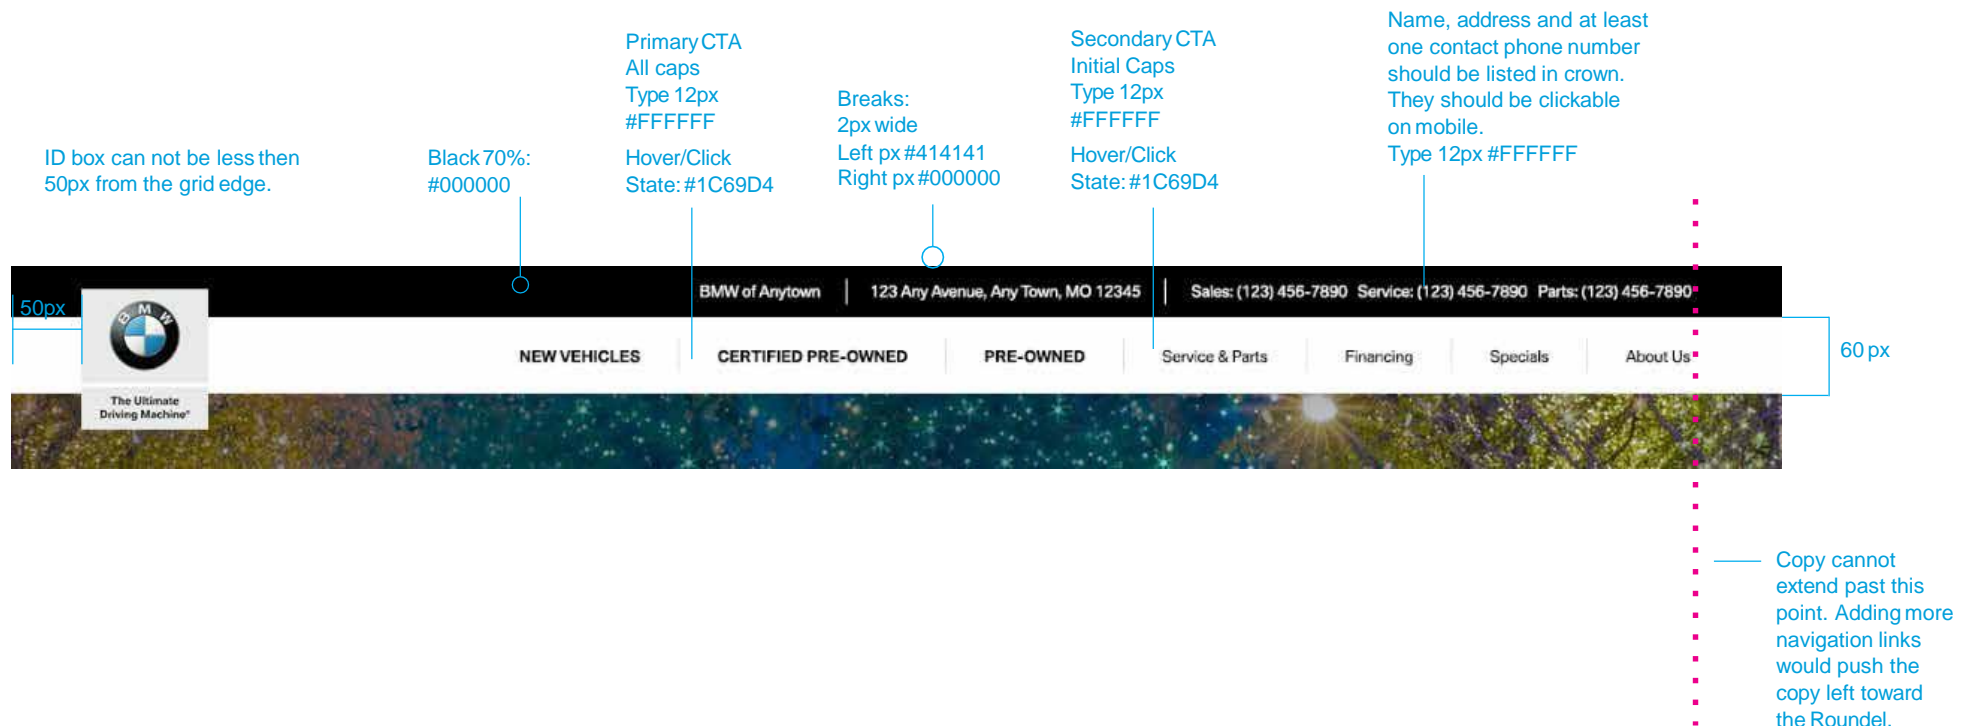 Name, address and at least
one contact phone number
should be listed in crown.
They should be clickable
on mobile.
Type 12px #FFFFFF
Primary CTA
All caps
Type 12px
#FFFFFF
Hover/Click
State: #1C69D4
Secondary CTA
Initial Caps
Type 12px
#FFFFFF
Hover/Click
State: #1C69D4
Breaks:
2px wide
Left px #414141
Right px #000000
ID box can not be less then
50px from the grid edge.
Black 70%:
#000000
BMW of Anytown
123 Any Avenue, Any Town, MO 12345
Sales: (123) 456-7890 Service: (123) 456-7890 Parts: (123) 456-7890
50px
BMW
NEW VEHICLES
CERTIFIED PRE-OWNED
PRE-OWNED
Service & Parts
Financing
Specials
About Us
60 px
The Ultimate
Driving Machine®
Copy cannot
extend past this
point. Adding more
navigation links
would push the
copy left toward
the Roundel.